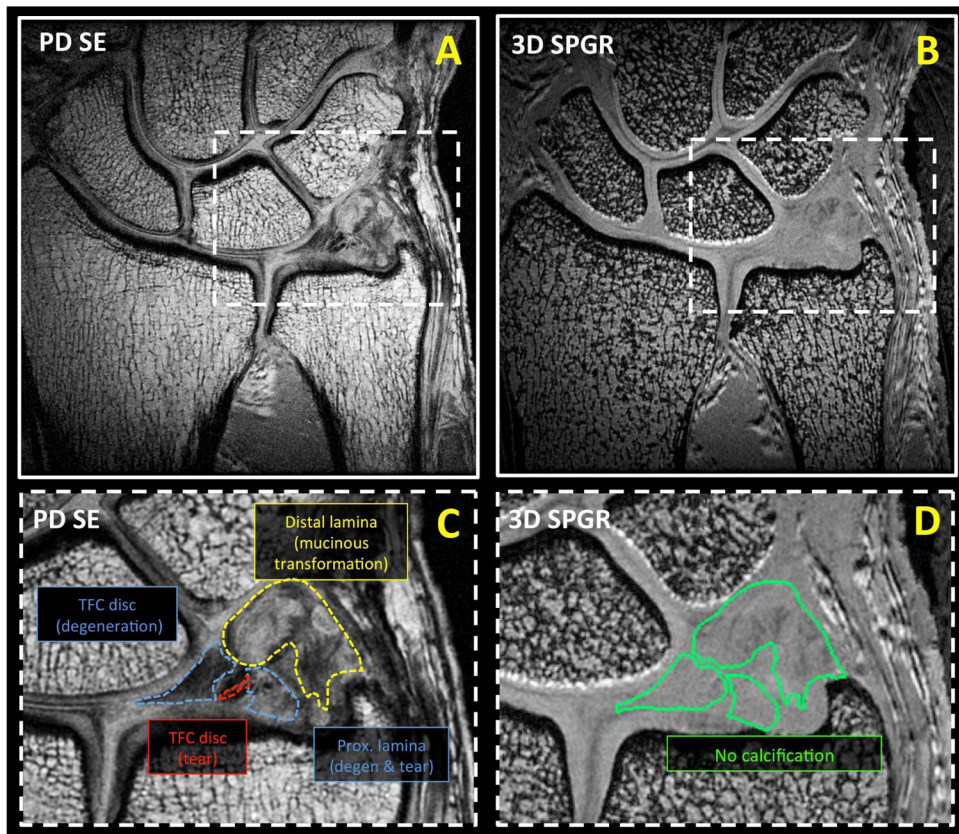 PD SE
A
3D SPGR
B
PD SE
C
Distal lamina
(mucinous
transformation)
TFC disc
(degeneration)
TFC disc
(tear)
Prox. lamina
(degen & tear)
3D SPGR
D
No calcification